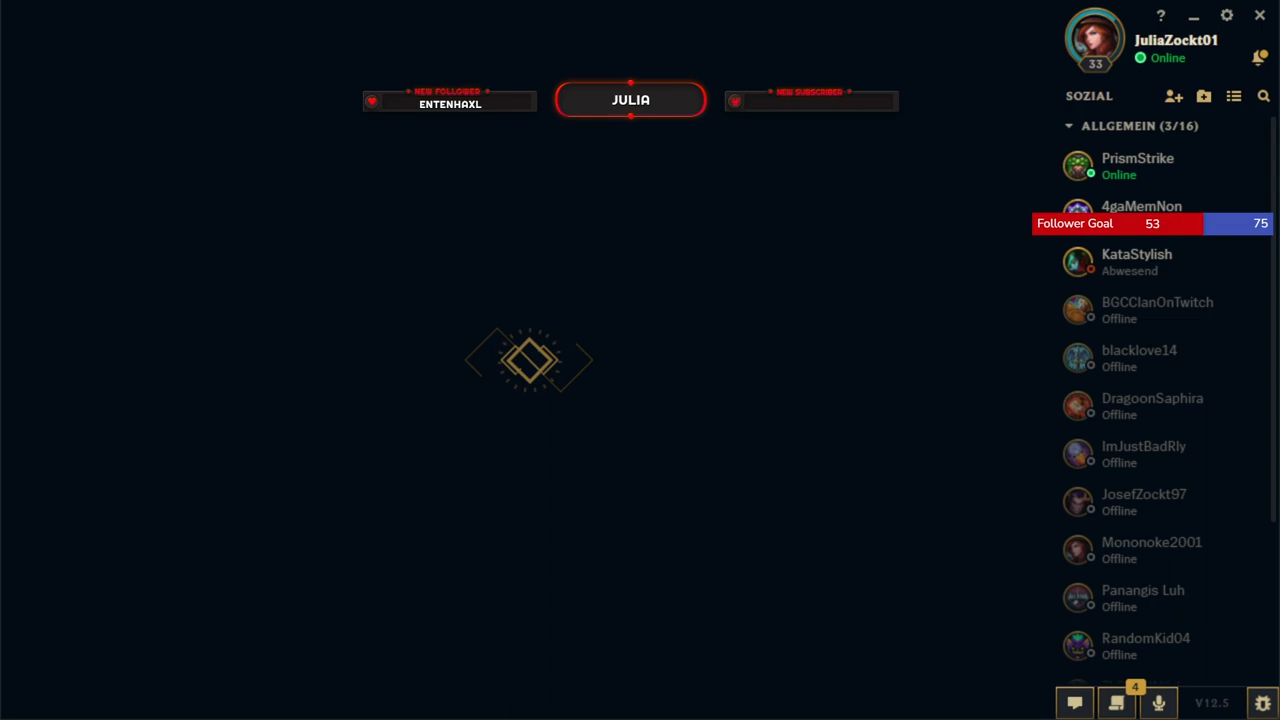 ?
JuliaZockt01
Online
33
NEW FOLLOWER
ENTENHAXL
JULIA
NEW SUBSCRIBER
SOZIAL
ALLGEMEIN (3/16)
PrismStrike
Online
4gaMemNon
Follower Goal 53 75
KataStylish
Abwesend
BGCClanOnTwitch
Offline
blacklove14
Offline
DragoonSaphira
Offline
ImJustBadRly
Offline
JosefZockt97
Offline
Mononoke2001
Offline
Panangis Luh
Offline
RandomKid04
Offline
4
V12.5